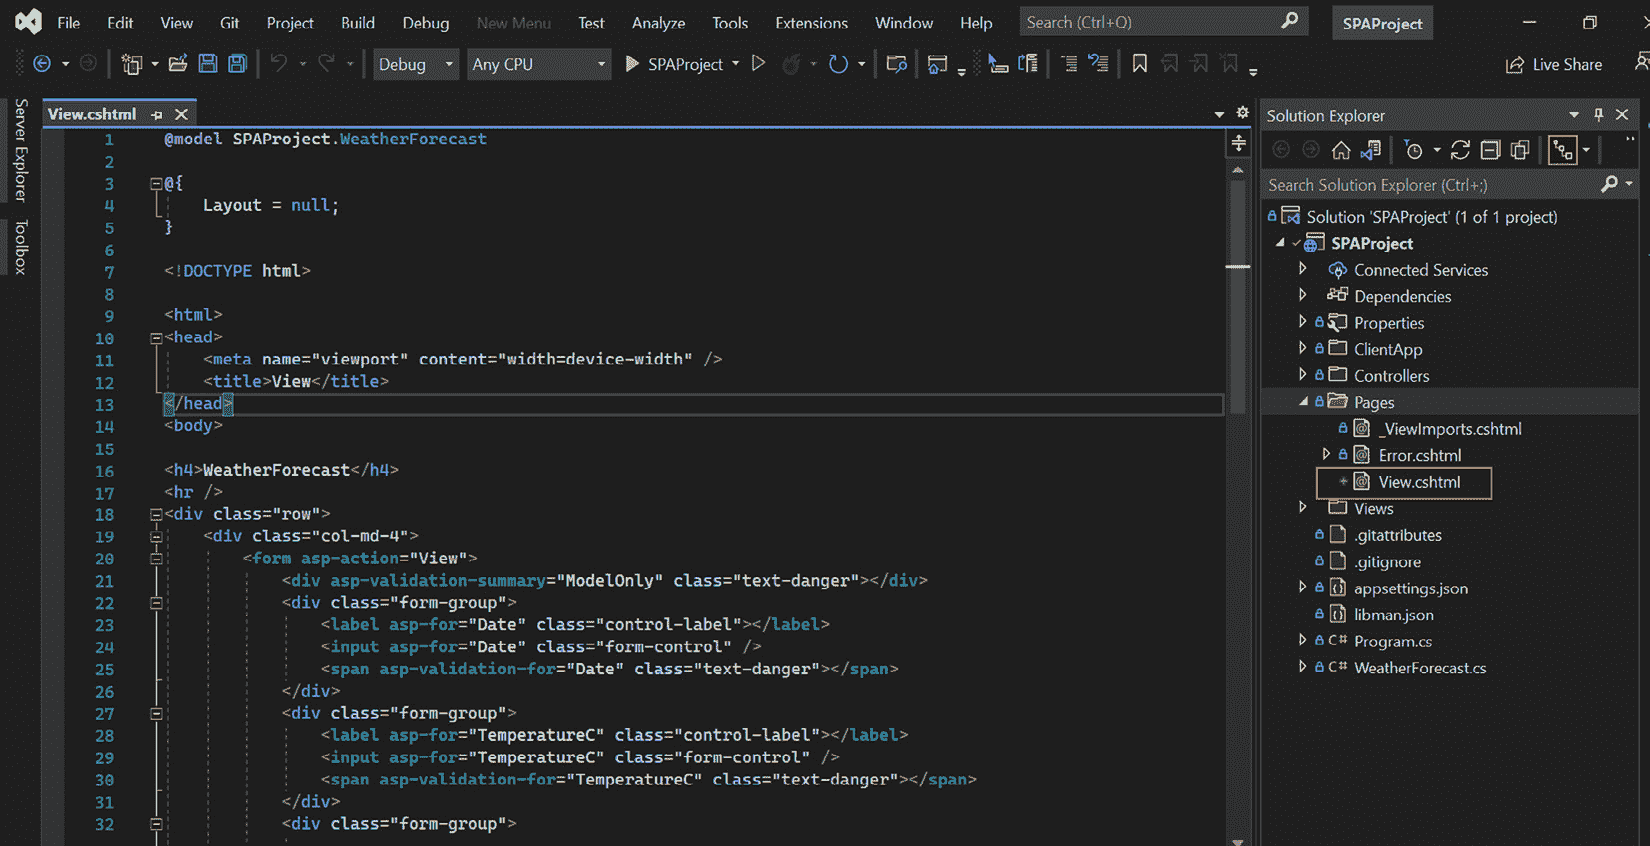 File Edit View Git Project Build Debug New Menu Test Analyze Tools Extensions Window Help Search (Ctrl+Q) SPAProject
Debug Any CPU SPAProject Live Share
Server Explorer
Toolbox
View.cshtml
1 @model SPAProject.WeatherForecast
2
3 @{
4 Layout = null;
5 }
6
7 <!DOCTYPE html>
8
9 <html>
10 <head>
11 <meta name="viewport" content="width=device-width" />
12 <title>View</title>
13 </head>
14 <body>
15
16 <h4>WeatherForecast</h4>
17 <hr />
18 <div class="row">
19 <div class="col-md-4">
20 <form asp-action="View">
21 <div asp-validation-summary="ModelOnly" class="text-danger"></div>
22 <div class="form-group">
23 <label asp-for="Date" class="control-label"></label>
24 <input asp-for="Date" class="form-control" />
25 <span asp-validation-for="Date" class="text-danger"></span>
26 </div>
27 <div class="form-group">
28 <label asp-for="TemperatureC" class="control-label"></label>
29 <input asp-for="TemperatureC" class="form-control" />
30 <span asp-validation-for="TemperatureC" class="text-danger"></span>
31 </div>
32 <div class="form-group">
Solution Explorer
Search Solution Explorer (Ctrl+;)
Solution 'SPAProject' (1 of 1 project)
SPAProject
Connected Services
Dependencies
Properties
ClientApp
Controllers
Pages
_ViewImports.cshtml
Error.cshtml
View.cshtml
Views
.gitattributes
.gitignore
appsettings.json
libman.json
C# Program.cs
C# WeatherForecast.cs